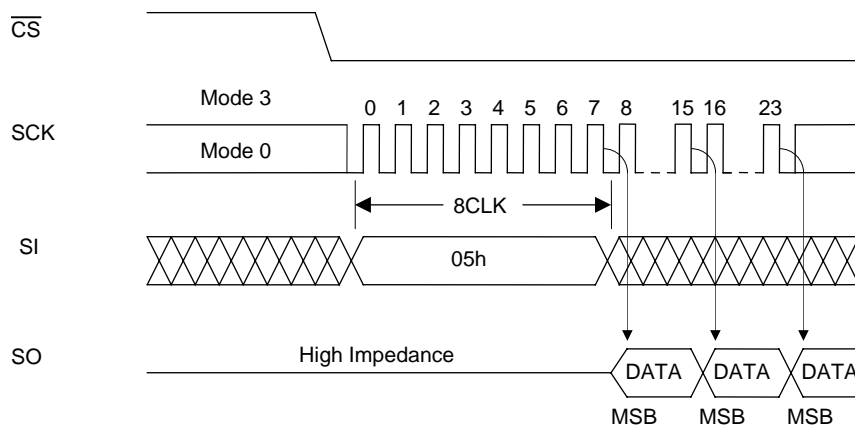 CS
Mode 3
0 1 2 3 4 5 6 7 8 15 16 23
SCK
Mode 0
8CLK
SI
05h
SO
High Impedance
DATA DATA DATA
MSB MSB MSB